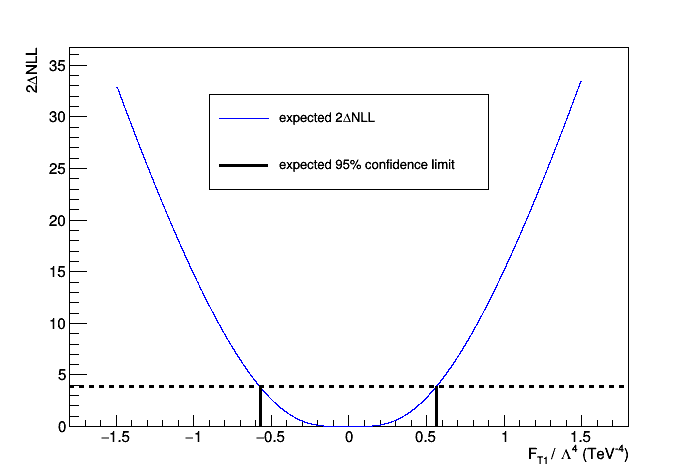 2ΔNLL
35
30
25
20
15
10
5
0
expected 2ΔNLL
expected 95% confidence limit
−1.5 −1 −0.5 0 0.5 1 1.5
F_T1 / Λ^4 (TeV^-4)